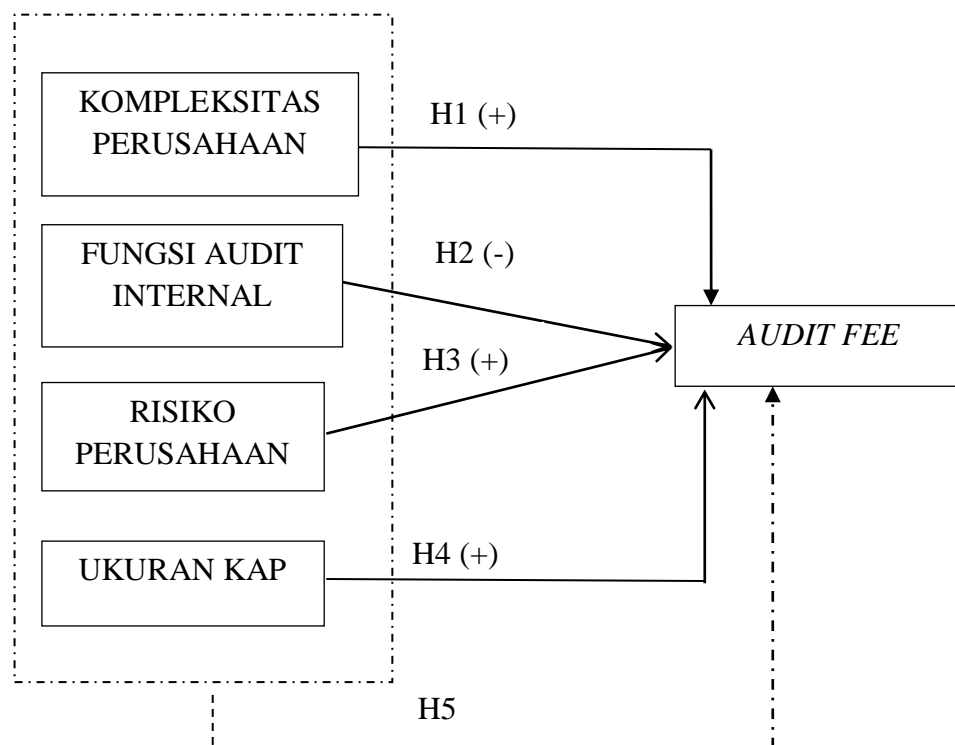 KOMPLEKSITAS
PERUSAHAAN
H1 (+)
FUNGSI AUDIT
INTERNAL
H2 (-)
AUDIT FEE
H3 (+)
RISIKO
PERUSAHAAN
H4 (+)
UKURAN KAP
H5